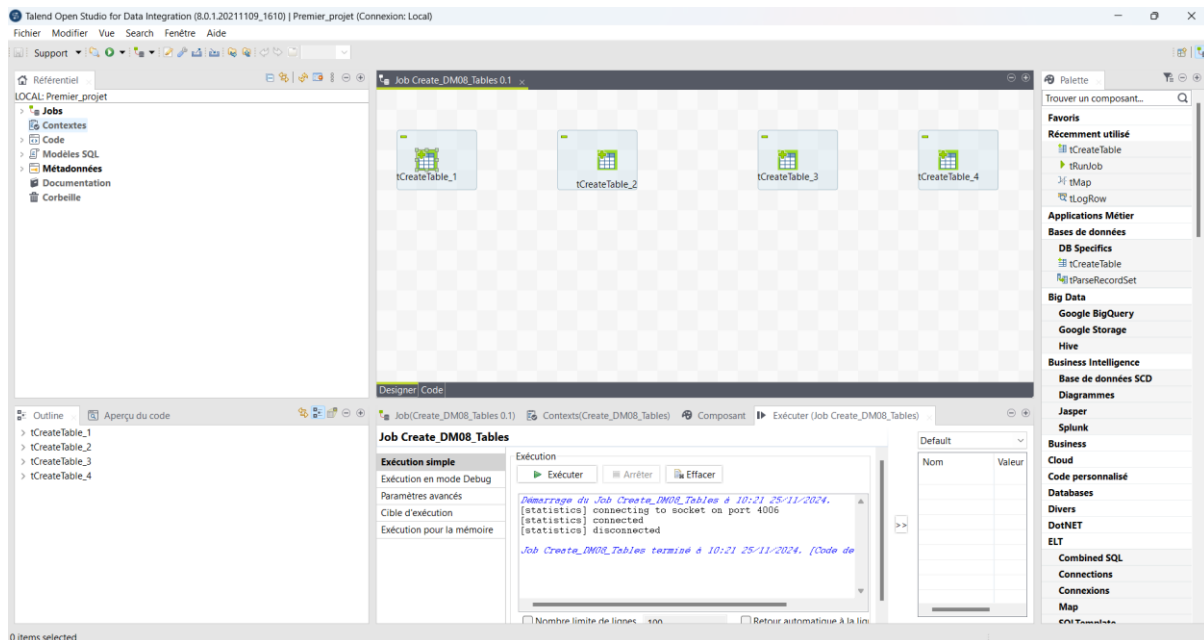 Talend Open Studio for Data Integration (8.0.1.20211109_1610) | Premier_projet (Connexion: Local)
Fichier Modifier Vue Search Fenêtre Aide
Support
Référentiel
LOCAL: Premier_projet
Jobs
Contextes
Code
Modèles SQL
Métadonnées
Documentation
Corbeille
Job Create_DM08_Tables 0.1
tCreateTable_1
tCreateTable_2
tCreateTable_3
tCreateTable_4
Designer Code
Palette
Trouver un composant...
Favoris
Récemment utilisé
tCreateTable
tRunJob
tMap
tLogRow
Applications Métier
Bases de données
DB Specifics
tCreateTable
tParseRecordSet
Big Data
Google BigQuery
Google Storage
Hive
Business Intelligence
Base de données SCD
Diagrammes
Jasper
Splunk
Business
Cloud
Code personnalisé
Databases
Divers
DotNET
ELT
Combined SQL
Connections
Connexions
Map
SQLTemplate
Outline Aperçu du code
tCreateTable_1
tCreateTable_2
tCreateTable_3
tCreateTable_4
Job(Create_DM08_Tables 0.1) Contexts(Create_DM08_Tables) Composant Exécuter (Job Create_DM08_Tables)
Job Create_DM08_Tables
Exécution simple
Exécution en mode Debug
Paramètres avancés
Cible d'exécution
Exécution pour la mémoire
Exécution
Exécuter Arrêter Effacer
Démarrage du Job Create_DM08_Tables à 10:21 25/11/2024.
[statistics] connecting to socket on port 4006
[statistics] connected
[statistics] disconnected
Job Create_DM08_Tables terminé à 10:21 25/11/2024. [Code de
Nombre limite de lignes 100 Retour automatique à la lign
>>
Default
Nom Valeur
0 items selected